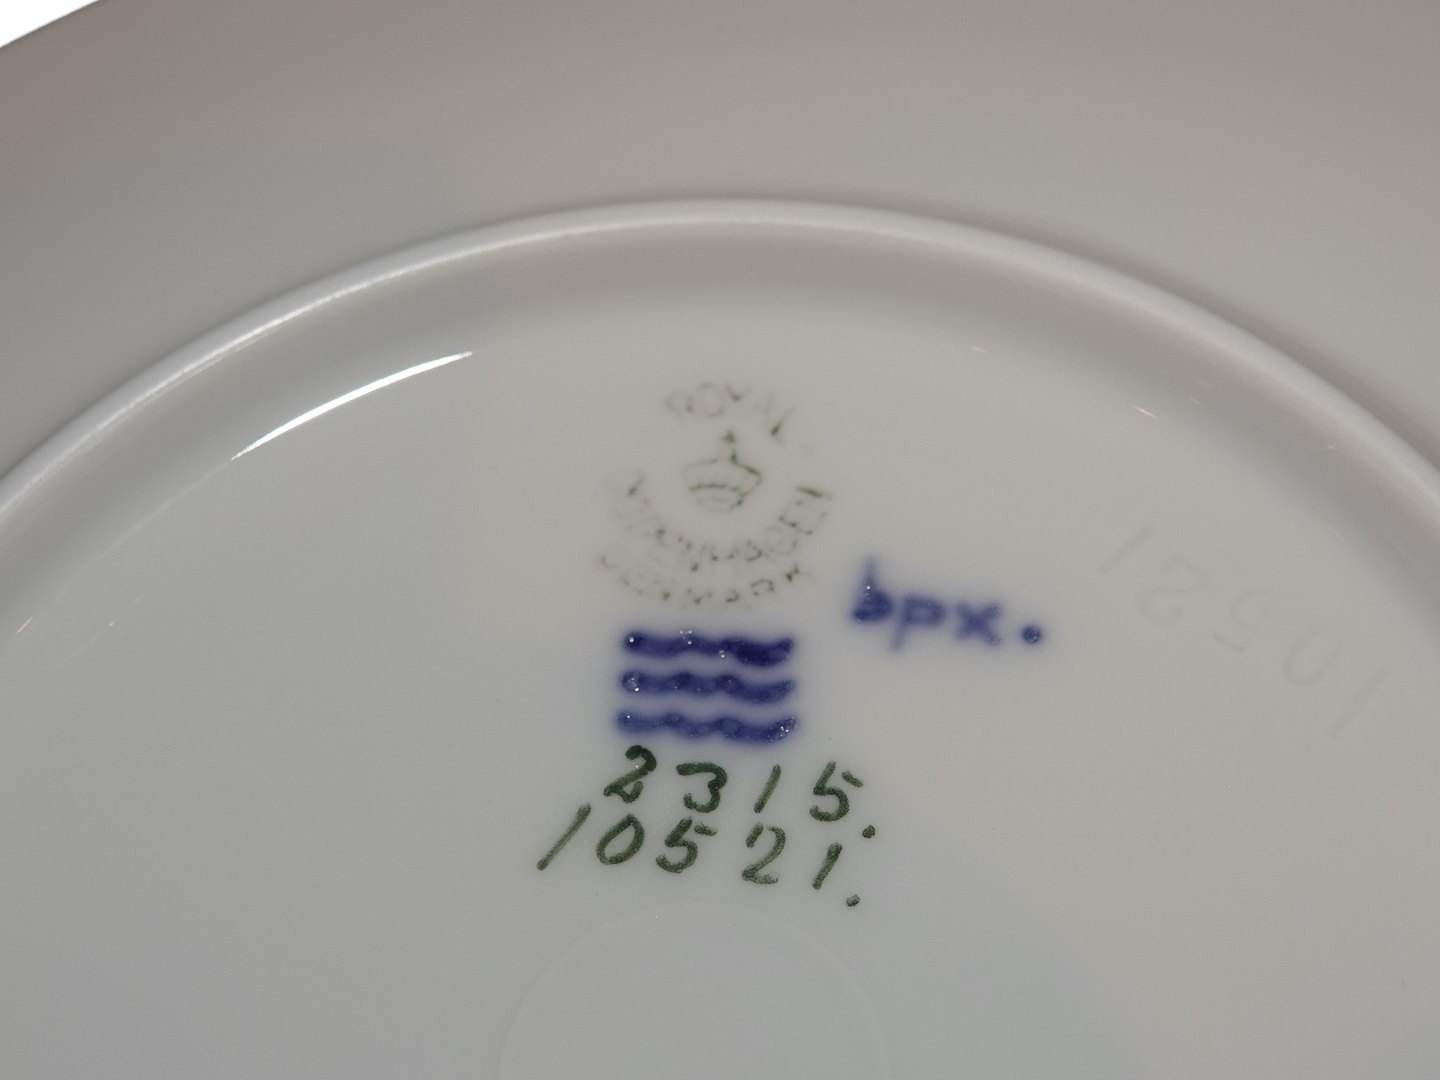 ROYAL
COPENHAGEN
DENMARK
bpx.
2315.
10521.
10521